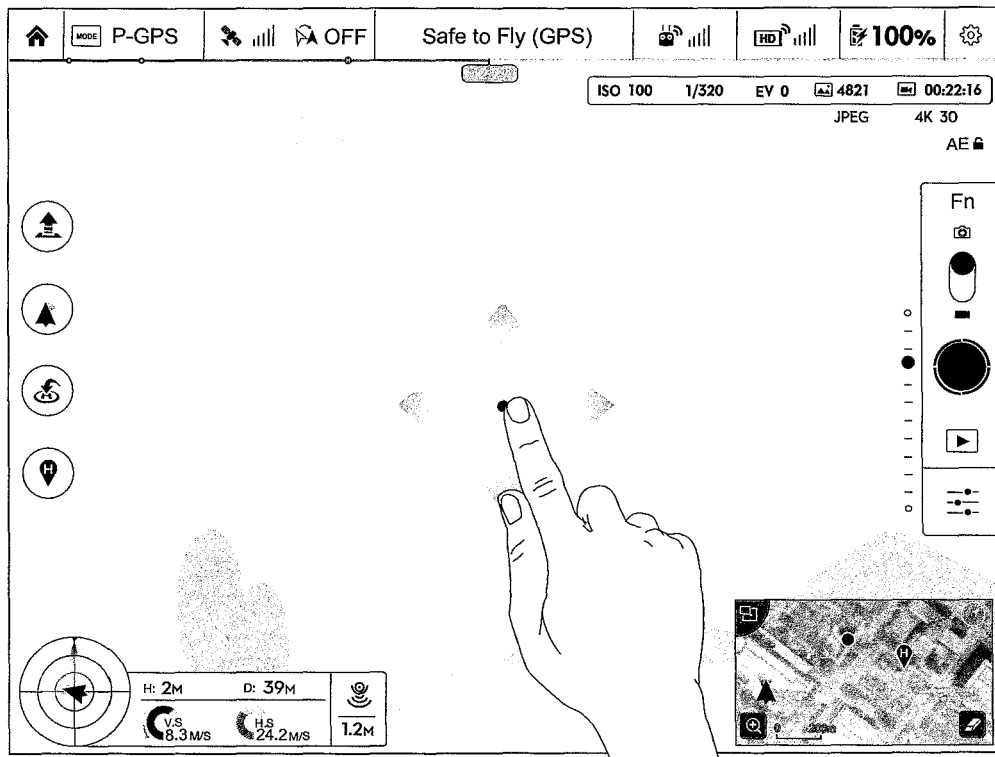 MODE P-GPS OFF Safe to Fly (GPS) HD 100%
ISO 100 1/320 EV 0 4821 00:22:16
JPEG 4K 30
AE
Fn
H
H
H: 2M D: 39M
V.S 8.3 M/S
H.S 24.2 M/S
1.2M
0